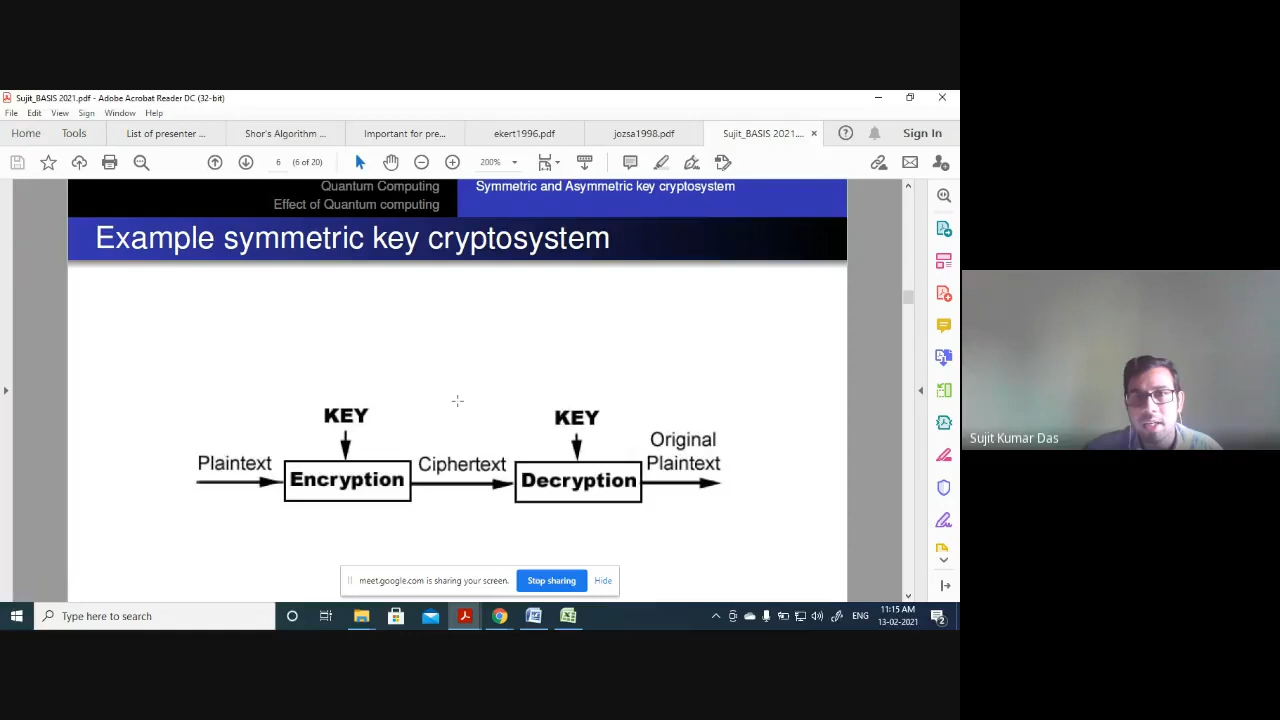 Sujit_BASIS 2021.pdf - Adobe Acrobat Reader DC (32-bit)
File Edit View Sign Window Help
Home Tools List of presenter ... Shor's Algorithm ... Important for pre... ekert1996.pdf jozsa1998.pdf Sujit_BASIS 2021.... × Sign In
6 (6 of 20) 200%
Quantum Computing Symmetric and Asymmetric key cryptosystem
Effect of Quantum computing
Example symmetric key cryptosystem
KEY KEY
Plaintext Encryption Ciphertext Decryption Original Plaintext
Sujit Kumar Das
meet.google.com is sharing your screen. Stop sharing Hide
Type here to search ENG 11:15 AM
13-02-2021 2